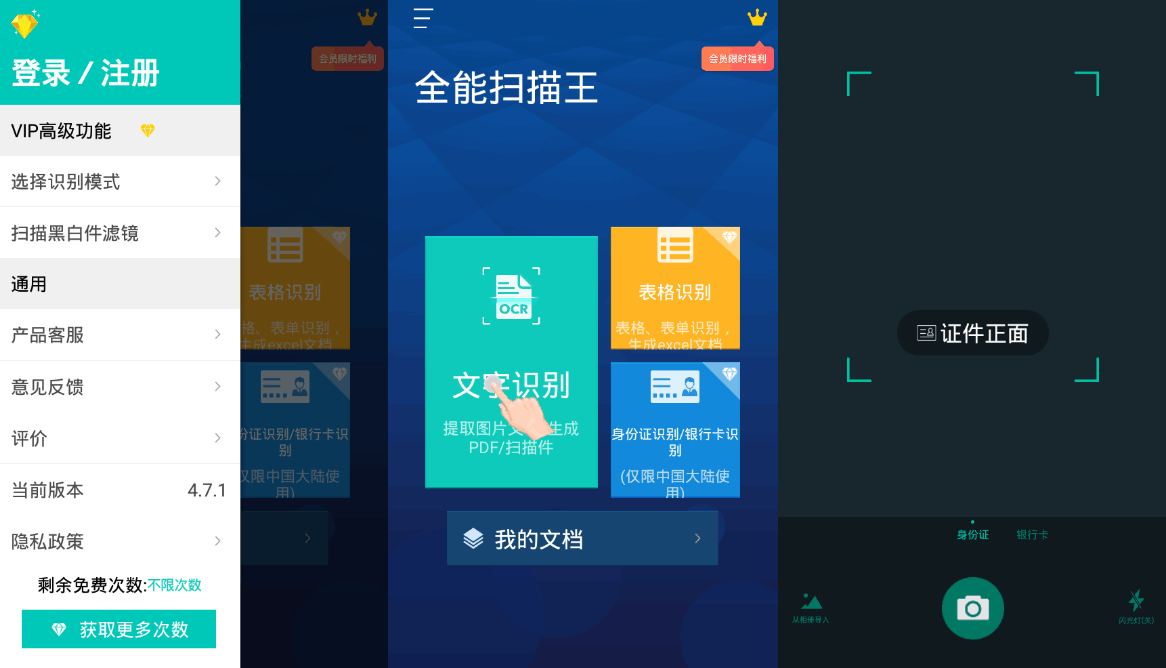 登录 / 注册
VIP高级功能
选择识别模式
扫描黑白件滤镜
通用
产品客服
意见反馈
评价
当前版本 4.7.1
隐私政策
剩余免费次数:不限次数
获取更多次数
会员限时福利
表格识别
格、表单识别，
生成excel文档
份证识别/银行卡识
别
仅限中国大陆使
用)
会员限时福利
全能扫描王
OCR
文字识别
提取图片文 生成
PDF/扫描件
表格识别
表格、表单识别，
生成excel文档
身份证识别/银行卡识
别
(仅限中国大陆使
用)
我的文档
证件正面
身份证 银行卡
从相册导入
闪光灯(关)